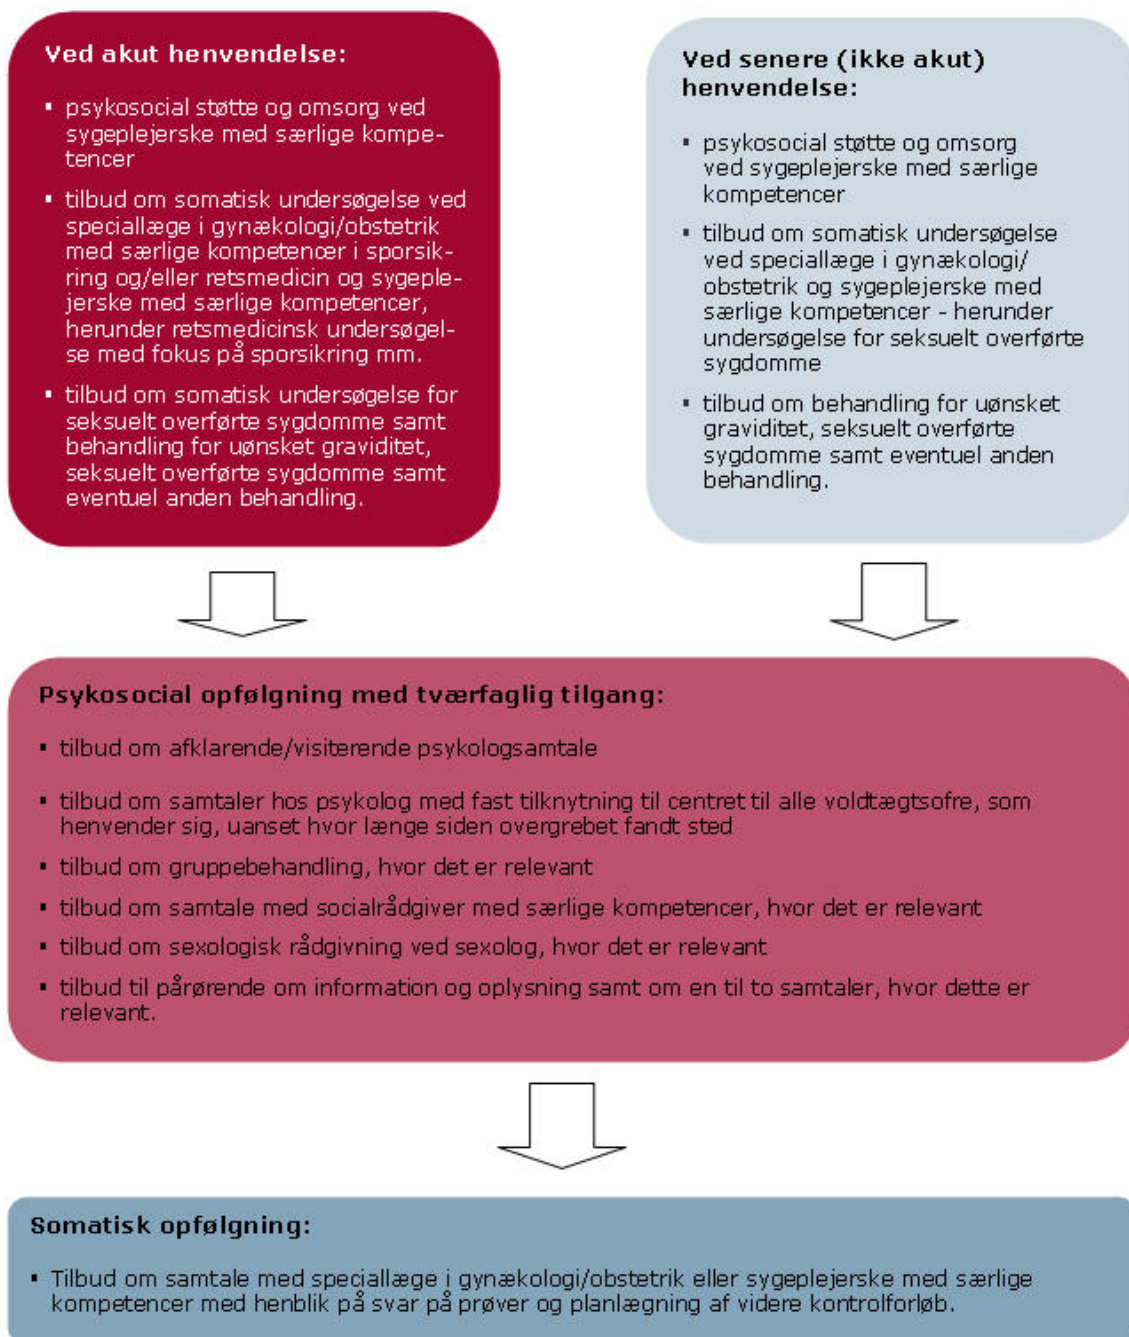 Ved akut henvendelse:
▪ psykosocial støtte og omsorg ved
sygeplejerske med særlige kompe-
tencer
▪ tilbud om somatisk undersøgelse ved
speciallæge i gynækologi/obstetrik
med særlige kompetencer i sporsik-
ring og/eller retsmedicin og sygeple-
jerske med særlige kompetencer,
herunder retsmedicinsk undersøgel-
se med fokus på sporsikring mm.
▪ tilbud om somatisk undersøgelse for
seksuelt overførte sygdomme samt
behandling for uønsket graviditet,
seksuelt overførte sygdomme samt
eventuel anden behandling.
Ved senere (ikke akut)
henvendelse:
▪ psykosocial støtte og omsorg
ved sygeplejerske med særlige
kompetencer
▪ tilbud om somatisk undersøgelse
ved speciallæge i gynækologi/
obstetrik og sygeplejerske med
særlige kompetencer - herunder
undersøgelse for seksuelt overførte
sygdomme
▪ tilbud om behandling for uønsket
graviditet, seksuelt overførte
sygdomme samt eventuel anden
behandling.
Psykosocial opfølgning med tværfaglig tilgang:
▪ tilbud om afklarende/visiterende psykologsamtale
▪ tilbud om samtaler hos psykolog med fast tilknytning til centret til alle voldtægtsofre, som
henvender sig, uanset hvor længe siden overgrebet fandt sted
▪ tilbud om gruppebehandling, hvor det er relevant
▪ tilbud om samtale med socialrådgiver med særlige kompetencer, hvor det er relevant
▪ tilbud om sexologisk rådgivning ved sexolog, hvor det er relevant
▪ tilbud til pårørende om information og oplysning samt om en til to samtaler, hvor dette er
relevant.
Somatisk opfølgning:
▪ Tilbud om samtale med speciallæge i gynækologi/obstetrik eller sygeplejerske med særlige
kompetencer med henblik på svar på prøver og planlægning af videre kontrolforløb.